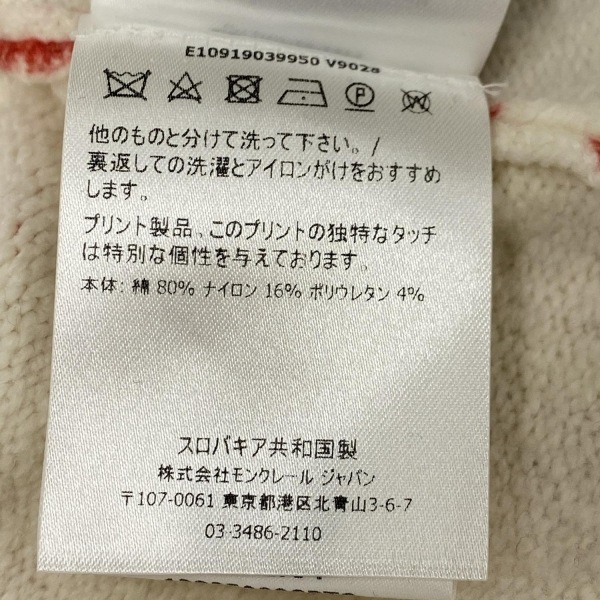 E10919039950 V9028
他のものと分けて洗って下さい。/
裏返しての洗濯とアイロンがけをおすすめ
します。
プリント製品、このプリントの独特なタッチ
は特別な個性を与えております。
本体: 綿 80% ナイロン 16% ポリウレタン 4%
スロバキア共和国製
株式会社モンクレール ジャパン
〒107-0061 東京都港区北青山3-6-7
03-3486-2110